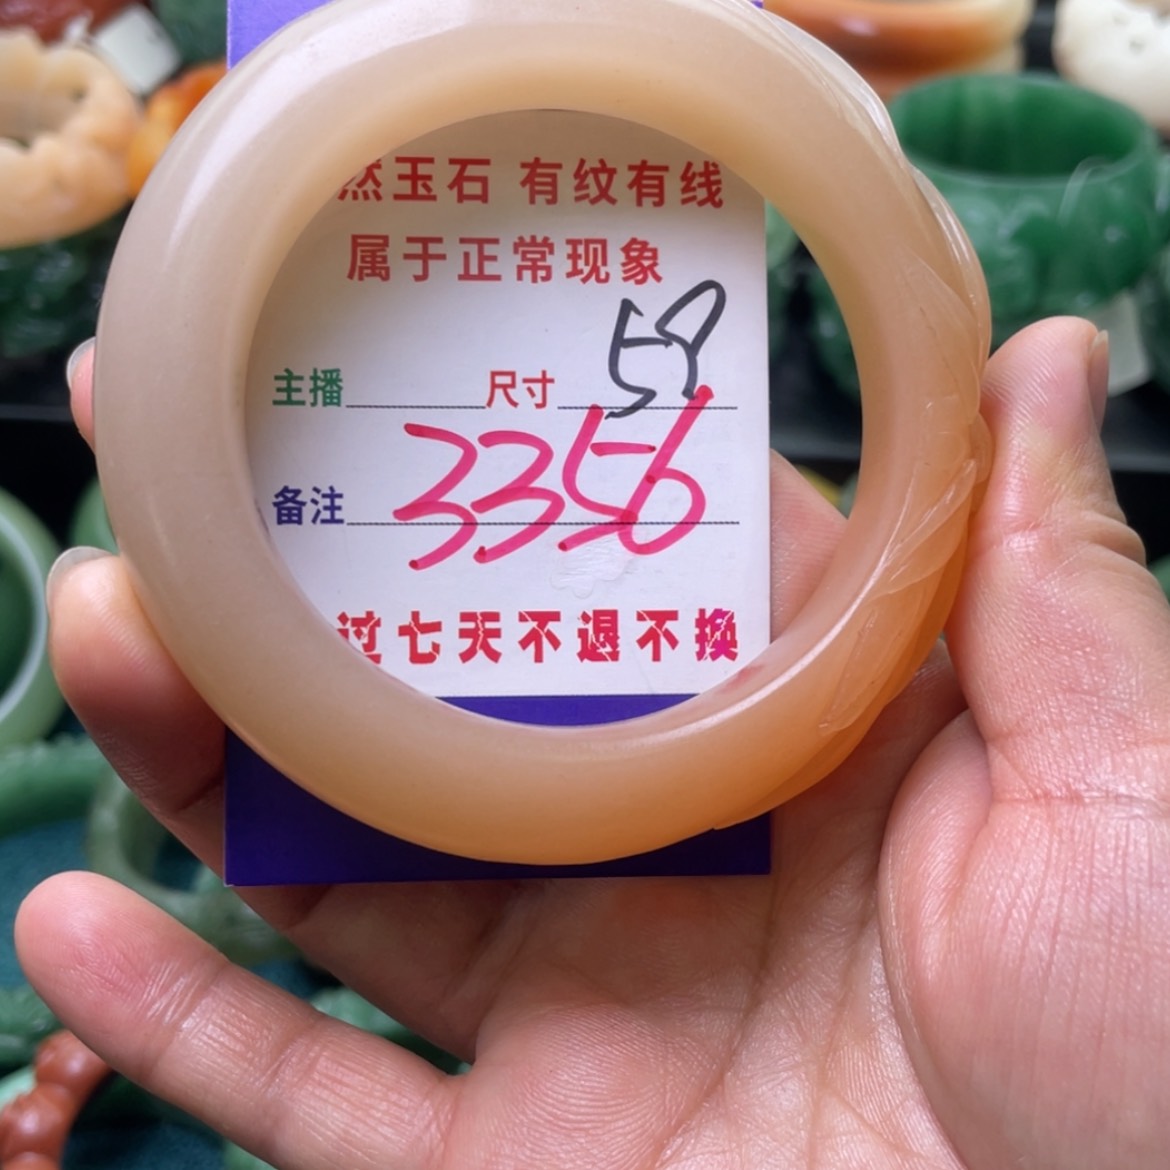 然玉石 有纹有线
属于正常现象
主播 尺寸 59
备注 3356
过七天不退不换